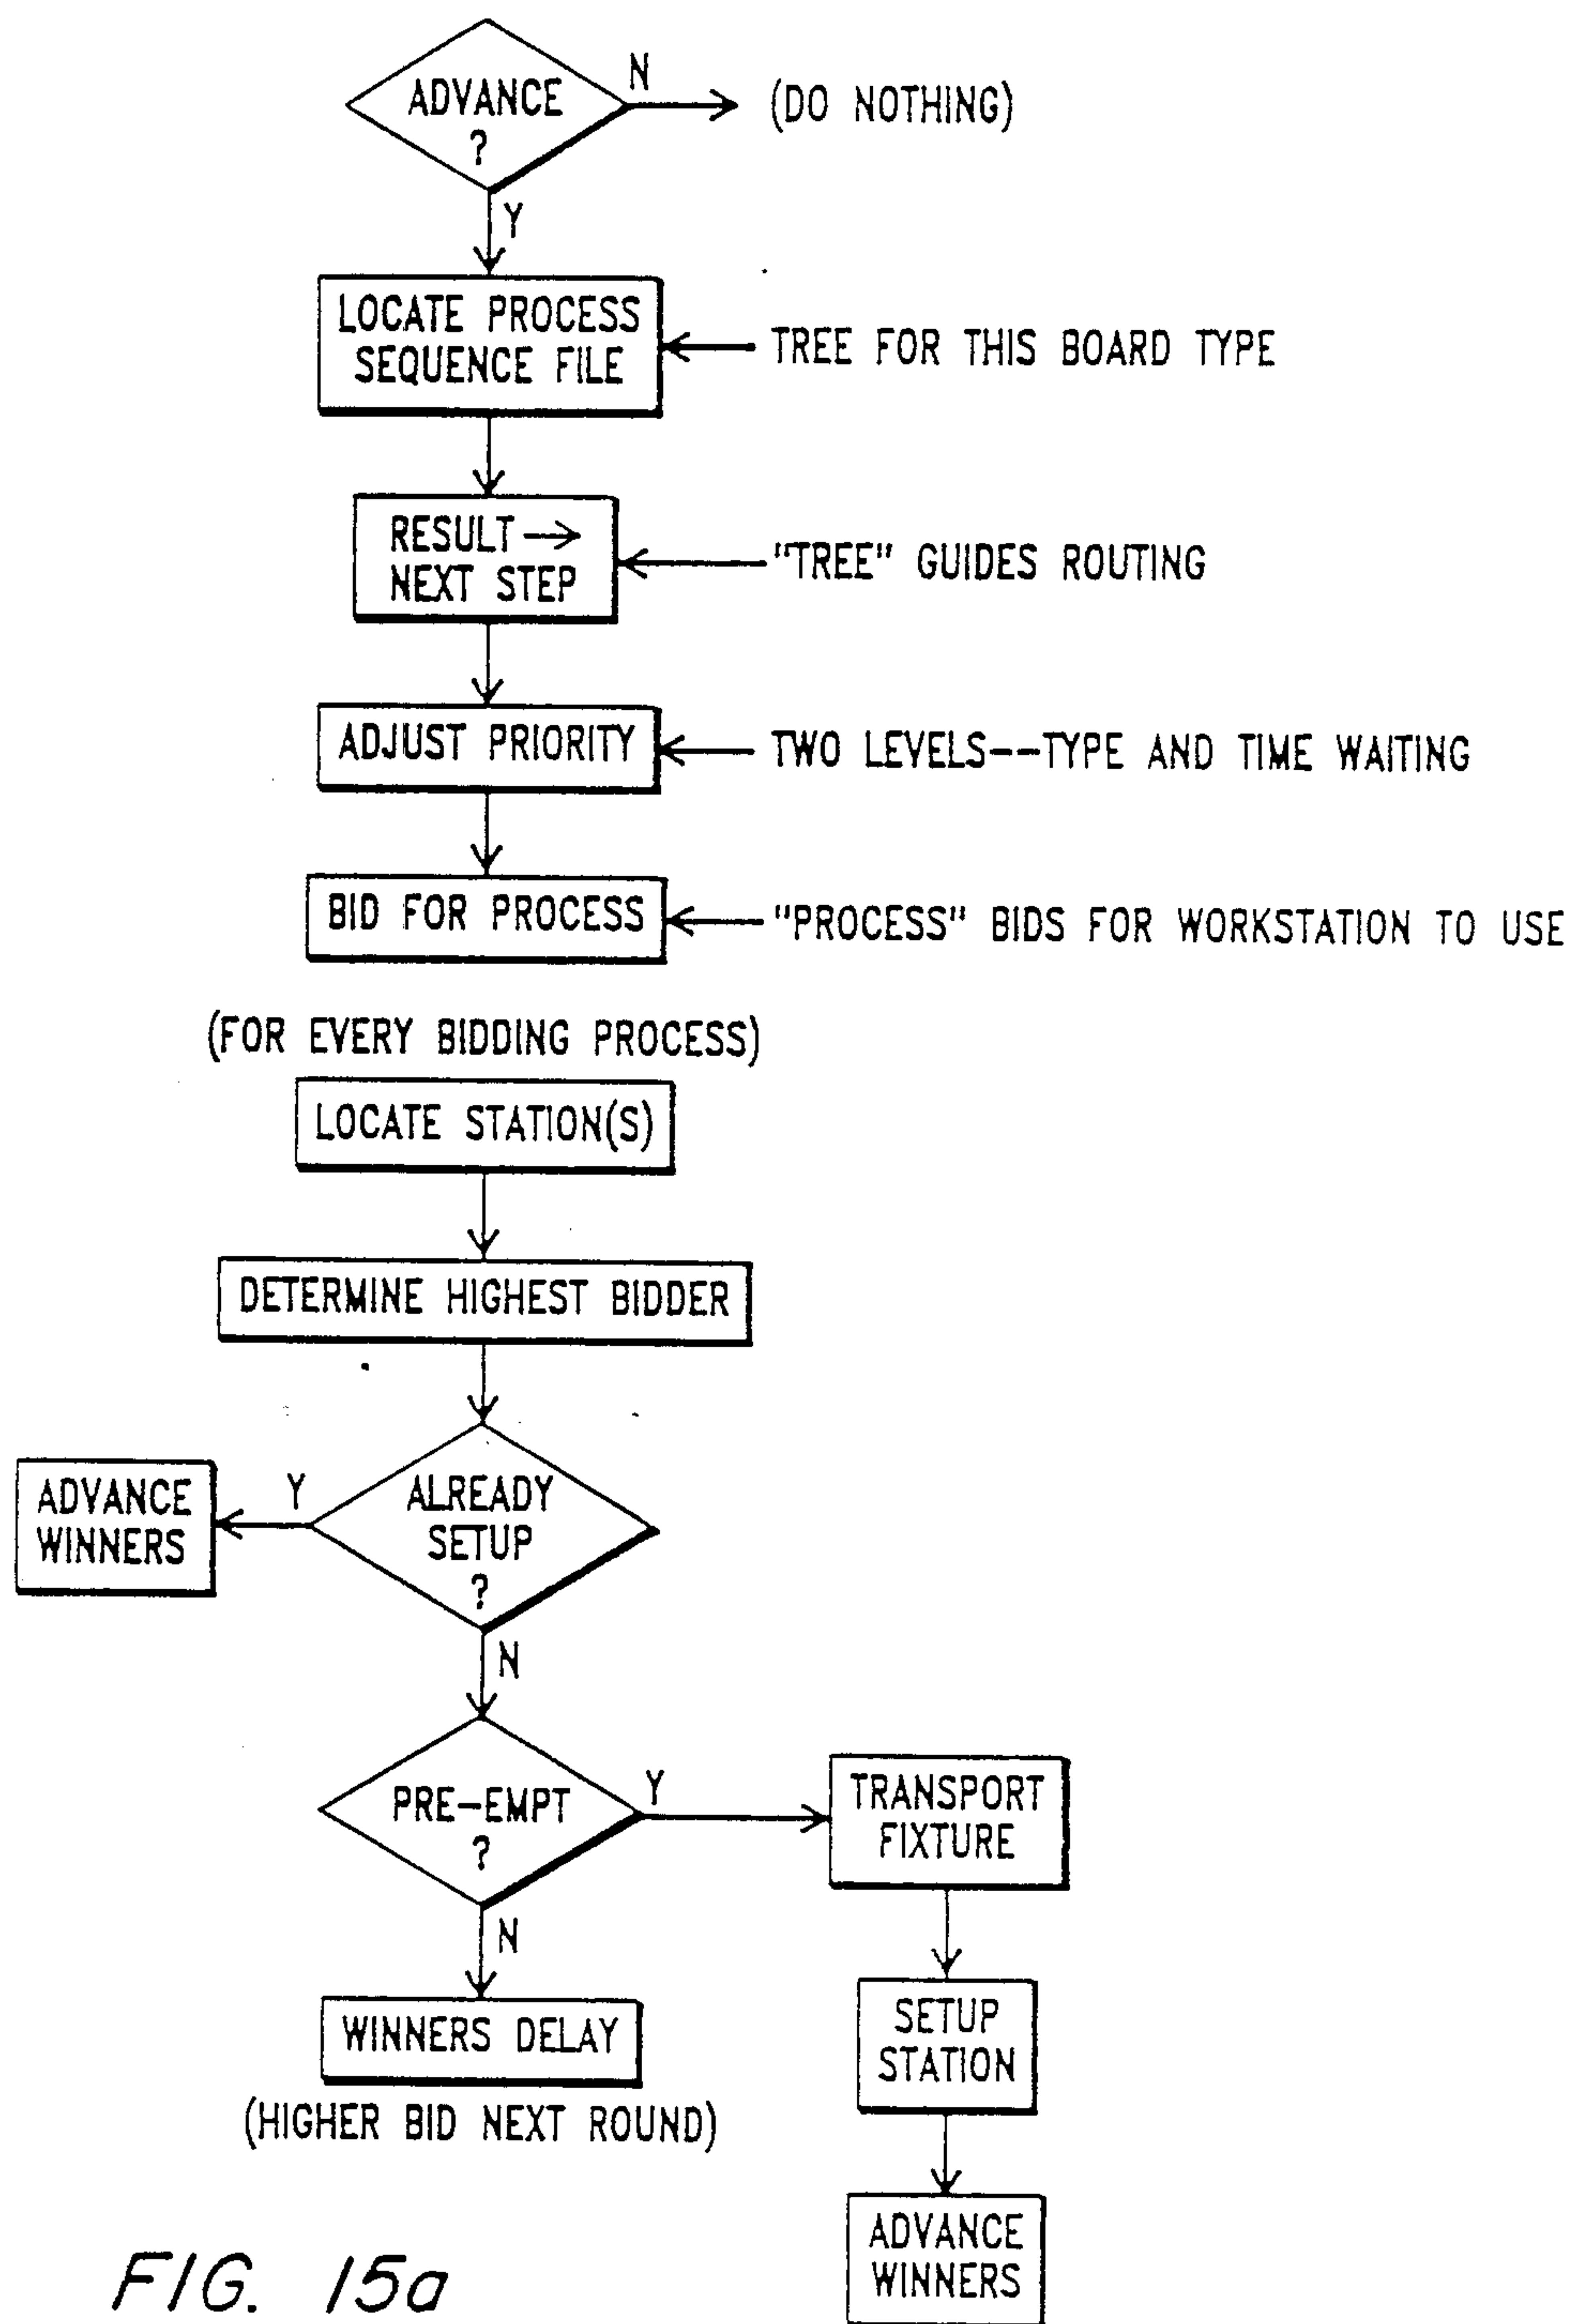 ADVANCE
?
N
(DO NOTHING)
Y
LOCATE PROCESS
SEQUENCE FILE
TREE FOR THIS BOARD TYPE
RESULT →
NEXT STEP
"TREE" GUIDES ROUTING
ADJUST PRIORITY
TWO LEVELS--TYPE AND TIME WAITING
BID FOR PROCESS
"PROCESS" BIDS FOR WORKSTATION TO USE
(FOR EVERY BIDDING PROCESS)
LOCATE STATION(S)
DETERMINE HIGHEST BIDDER
ALREADY
SETUP
?
Y
ADVANCE
WINNERS
N
PRE-EMPT
?
Y
TRANSPORT
FIXTURE
N
WINNERS DELAY
(HIGHER BID NEXT ROUND)
SETUP
STATION
ADVANCE
WINNERS
FIG. 15a